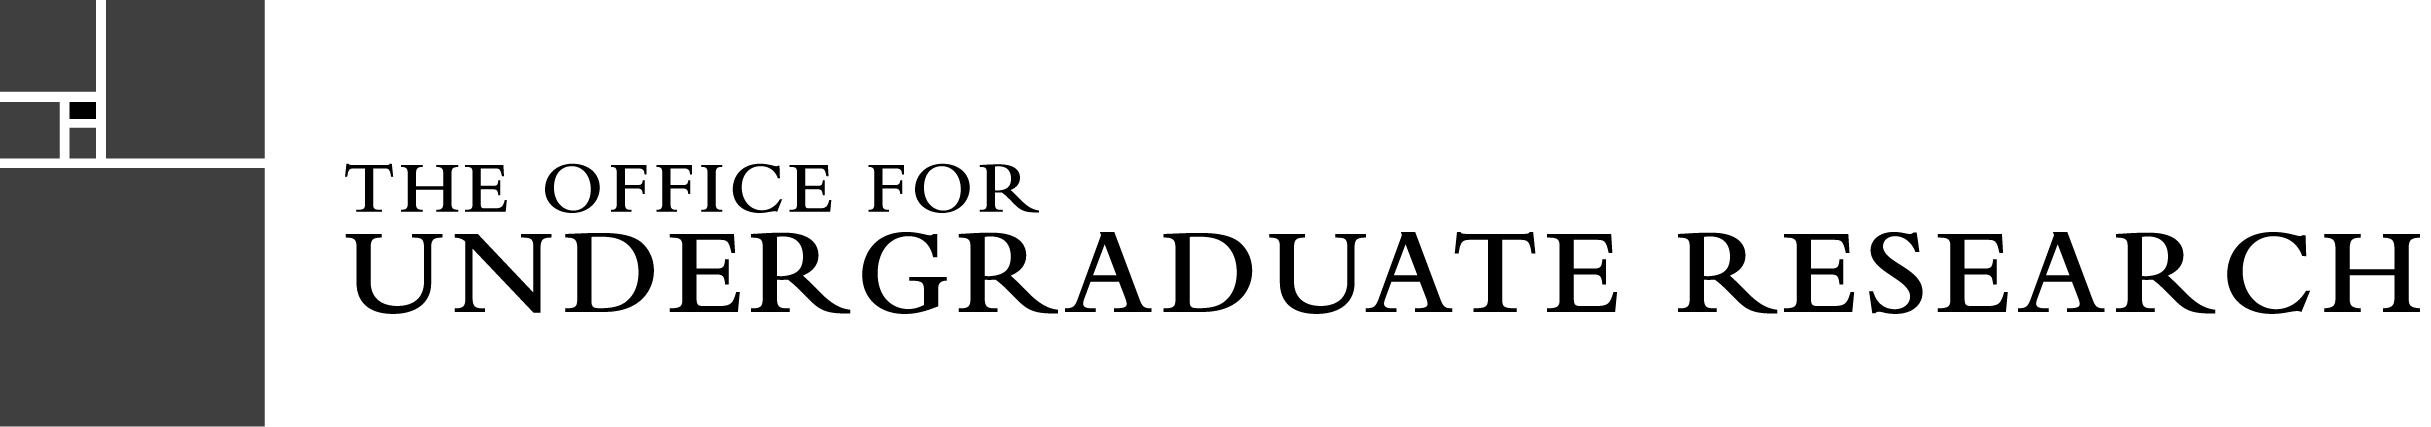 THE OFFICE FOR
UNDERGRADUATE RESEARCH